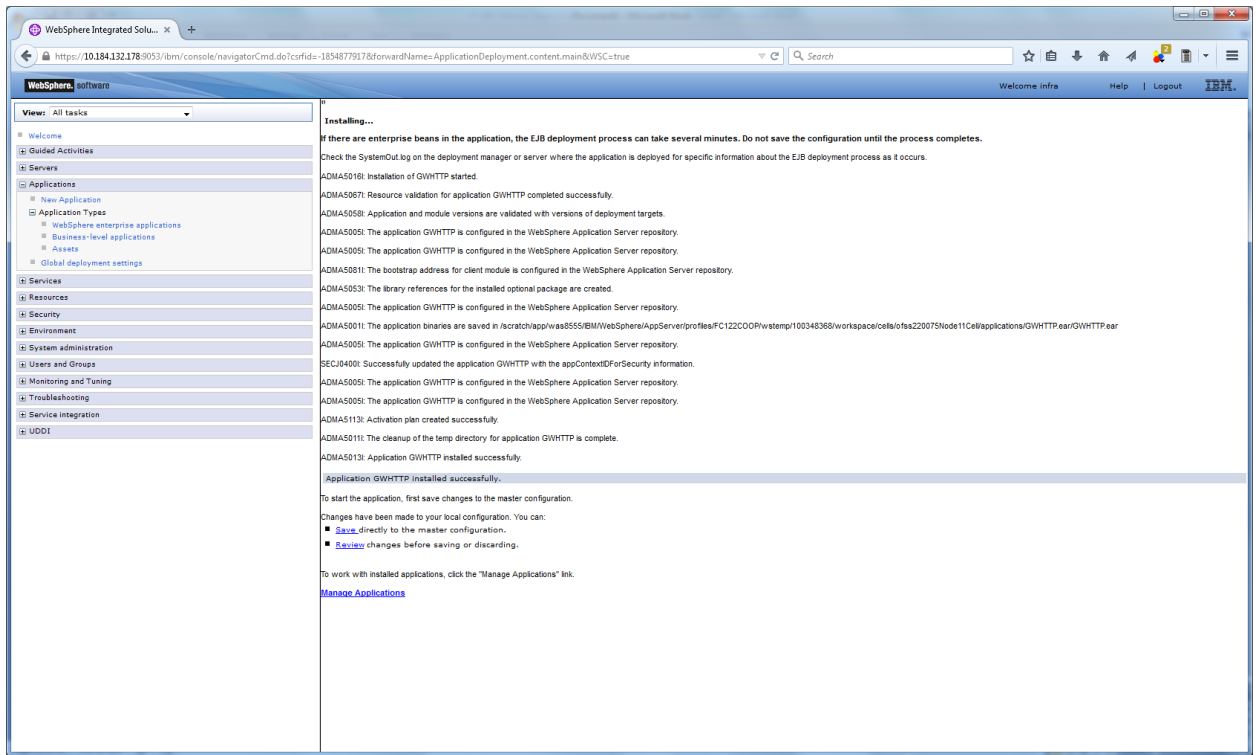 WebSphere Integrated Solu... × +
https://10.184.132.178:9053/ibm/console/navigatorCmd.do?csrfid=-1854877917&forwardName=ApplicationDeployment.content.main&WSC=true
Search
2
WebSphere. software
Welcome infra
Help | Logout
IBM.
View: All tasks
Welcome
Guided Activities
Servers
Applications
New Application
Application Types
WebSphere enterprise applications
Business-level applications
Assets
Global deployment settings
Services
Resources
Security
Environment
System administration
Users and Groups
Monitoring and Tuning
Troubleshooting
Service integration
UDDI
"
Installing...
If there are enterprise beans in the application, the EJB deployment process can take several minutes. Do not save the configuration until the process completes.
Check the SystemOut.log on the deployment manager or server where the application is deployed for specific information about the EJB deployment process as it occurs.
ADMA5016I: Installation of GWHTTP started.
ADMA5067I: Resource validation for application GWHTTP completed successfully.
ADMA5058I: Application and module versions are validated with versions of deployment targets.
ADMA5005I: The application GWHTTP is configured in the WebSphere Application Server repository.
ADMA5005I: The application GWHTTP is configured in the WebSphere Application Server repository.
ADMA5081I: The bootstrap address for client module is configured in the WebSphere Application Server repository.
ADMA5053I: The library references for the installed optional package are created.
ADMA5005I: The application GWHTTP is configured in the WebSphere Application Server repository.
ADMA5001I: The application binaries are saved in /scratch/app/was8555/IBM/WebSphere/AppServer/profiles/FC122COOP/wstemp/100348368/workspace/cells/ofss220075Node11Cell/applications/GWHTTP.ear/GWHTTP.ear
ADMA5005I: The application GWHTTP is configured in the WebSphere Application Server repository.
SECJ0400I: Successfully updated the application GWHTTP with the appContextIDForSecurity information.
ADMA5005I: The application GWHTTP is configured in the WebSphere Application Server repository.
ADMA5005I: The application GWHTTP is configured in the WebSphere Application Server repository.
ADMA5113I: Activation plan created successfully.
ADMA5011I: The cleanup of the temp directory for application GWHTTP is complete.
ADMA5013I: Application GWHTTP installed successfully.
Application GWHTTP installed successfully.
To start the application, first save changes to the master configuration.
Changes have been made to your local configuration. You can:
Save directly to the master configuration.
Review changes before saving or discarding.
To work with installed applications, click the "Manage Applications" link.
Manage Applications